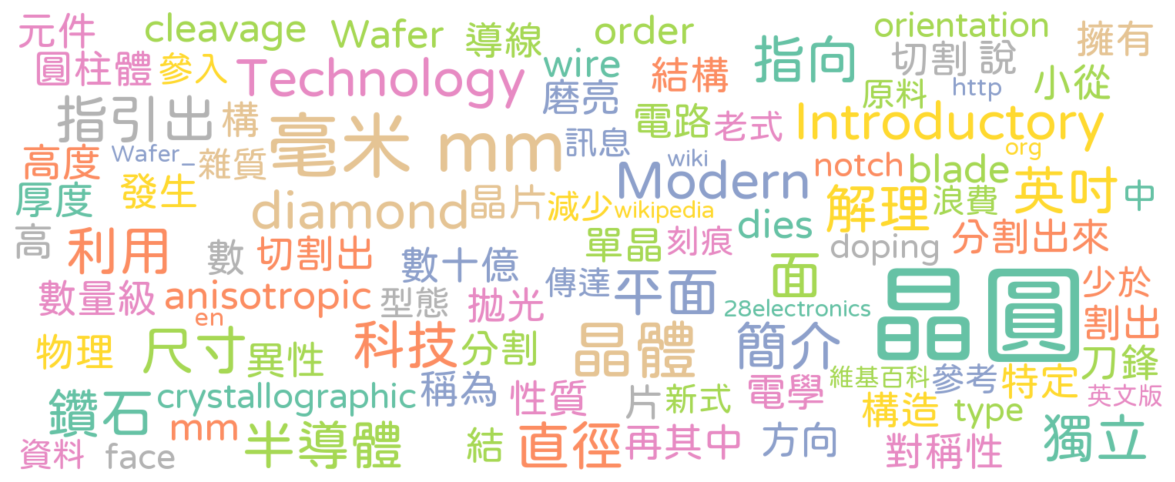 元件 cleavage Wafer 導線 order orientation 擁有
圓柱體 參入 Technology wire 結構 指向 切割 說 小從
指引出 構 毫米 mm 磨亮 電路 老式 原料 http Introductory
高度 Wafer_ 雜質 訊息 wiki Modern notch blade org
厚度 發生 diamond 晶片 減少 wikipedia dies 解理 浪費 英吋 中
高 利用 數 切割出 單晶 刻痕 doping 分割出來
數量級 anisotropic 型態 數十億 拋光 傳達 平面 面 28electronics 晶圓 少於
en 物理 尺寸 異性 科技 分割 晶體 簡介 割出 刀鋒
鑽石 crystallographic 稱為 性質 片 新式 電學 維基百科 參考 特定 英文版
mm 半導體 結 直徑 再其中 方向 構造 type 獨立
資料 face 對稱性